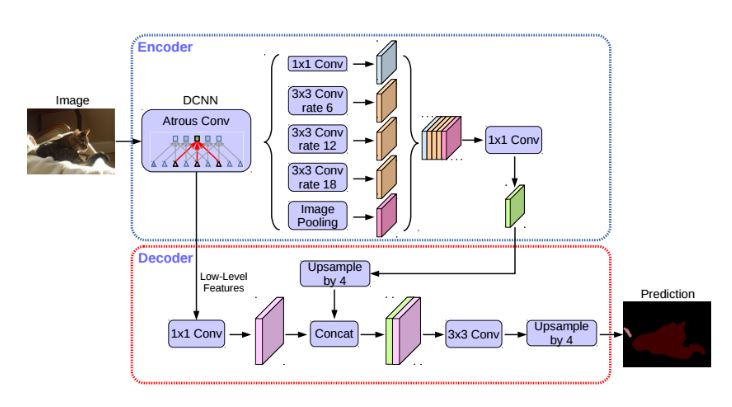 Encoder
Image
DCNN
Atrous Conv
1x1 Conv
3x3 Conv
rate 6
3x3 Conv
rate 12
3x3 Conv
rate 18
Image
Pooling
1x1 Conv
Decoder
Low-Level
Features
Upsample
by 4
1x1 Conv
Concat
3x3 Conv
Upsample
by 4
Prediction